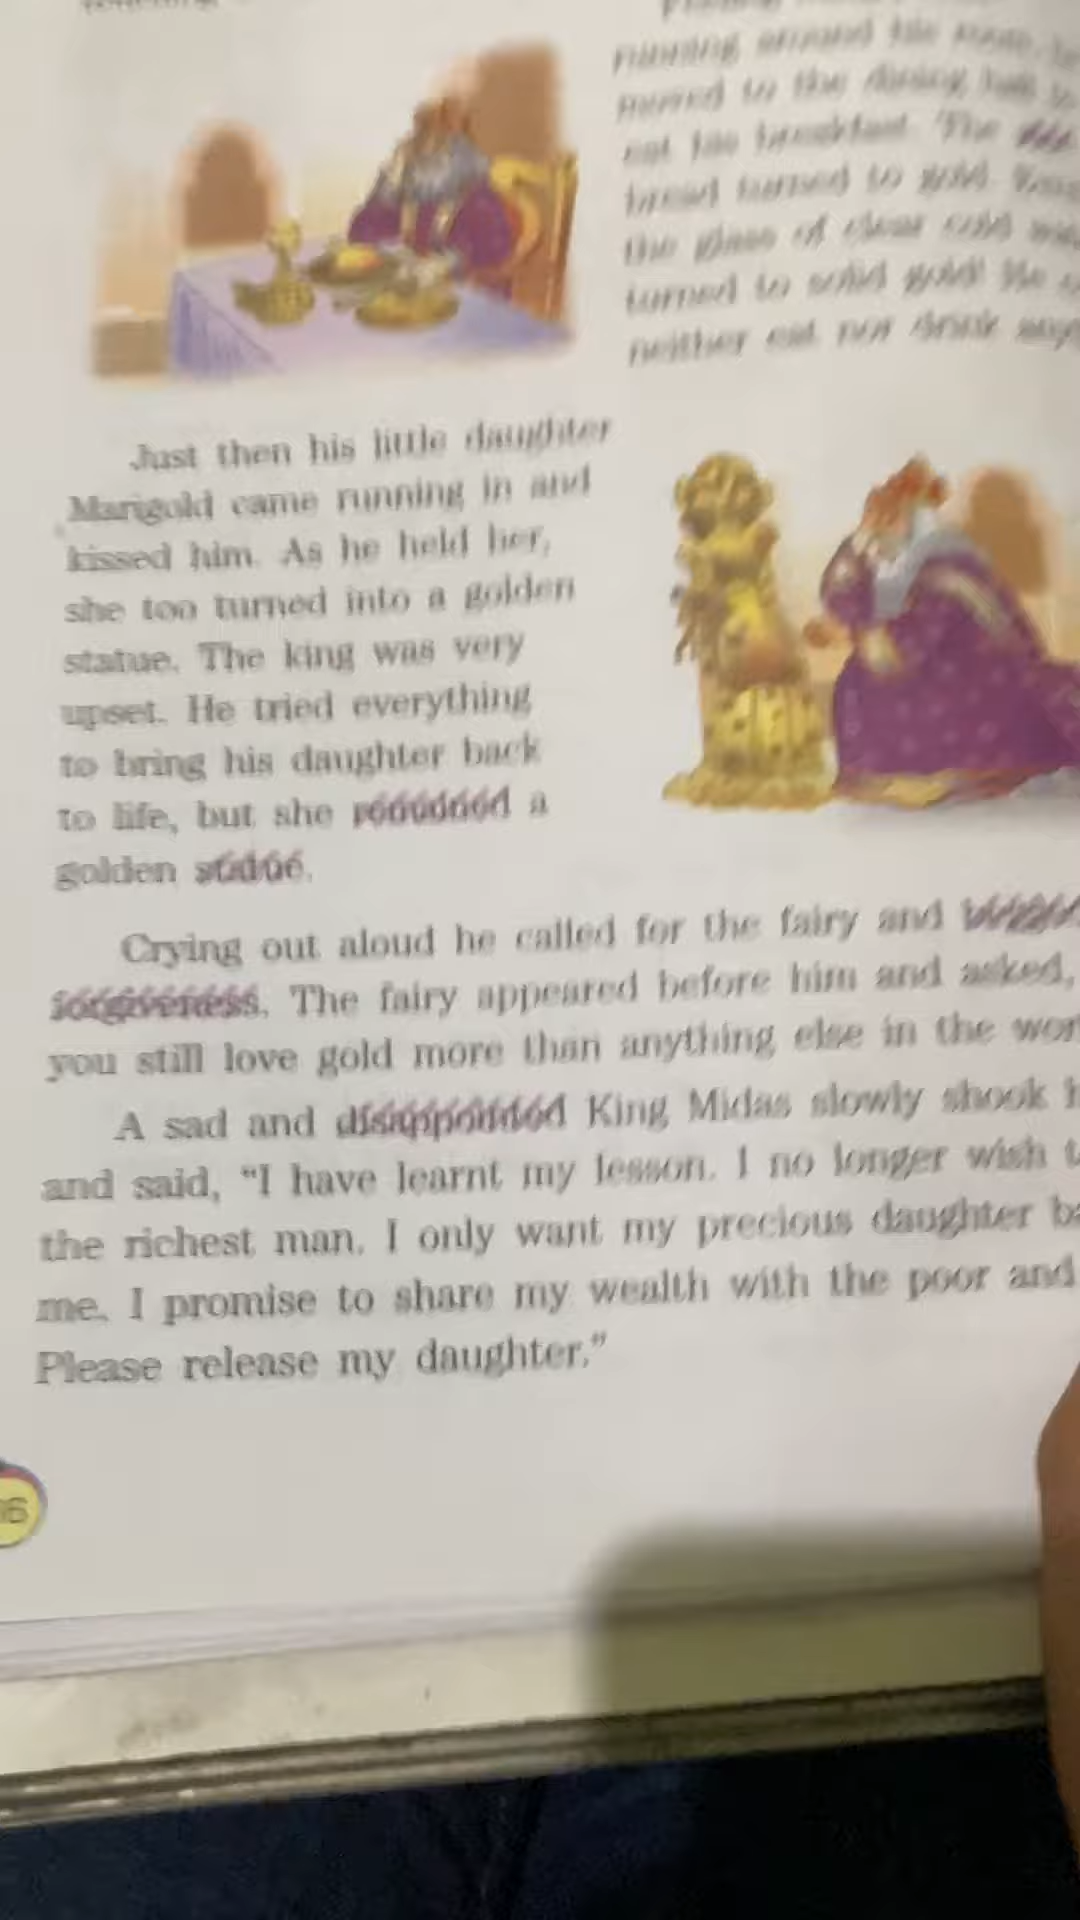 running around his room, he
moved to the dining hall to
eat his breakfast. The
bread turned to gold. Even
the glass of clear cold
turned to solid gold! He
neither eat nor drink
Just then his little daughter
Marigold came running in and
kissed him. As he held her,
she too turned into a golden
statue. The king was very
upset. He tried everything
to bring his daughter back
to life, but she remained a
golden statue.
Crying out aloud he called for the fairy and
forgiveness. The fairy appeared before him and asked,
you still love gold more than anything else in the
A sad and disappointed King Midas slowly shook
and said, “I have learnt my lesson. I no longer wish
the richest man. I only want my precious daughter
me. I promise to share my wealth with the poor and
Please release my daughter.”